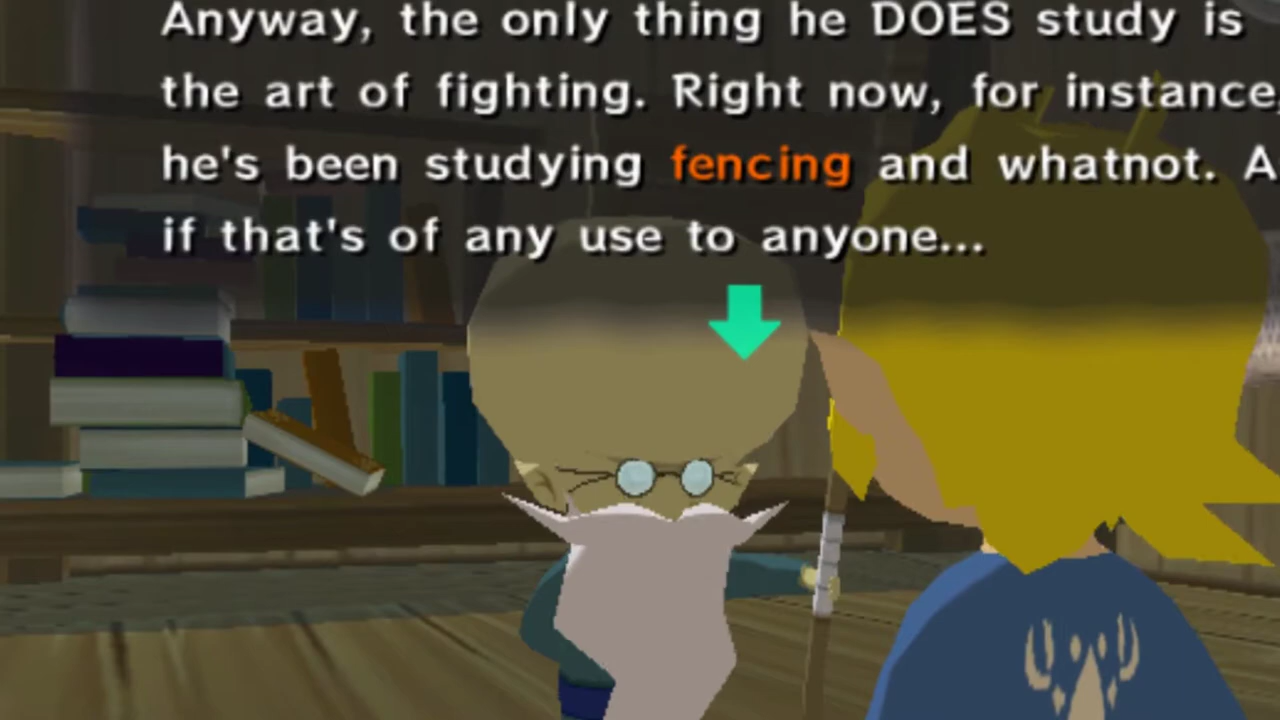 Anyway, the only thing he DOES study is
the art of fighting. Right now, for instance,
he's been studying fencing and whatnot. A
if that's of any use to anyone...